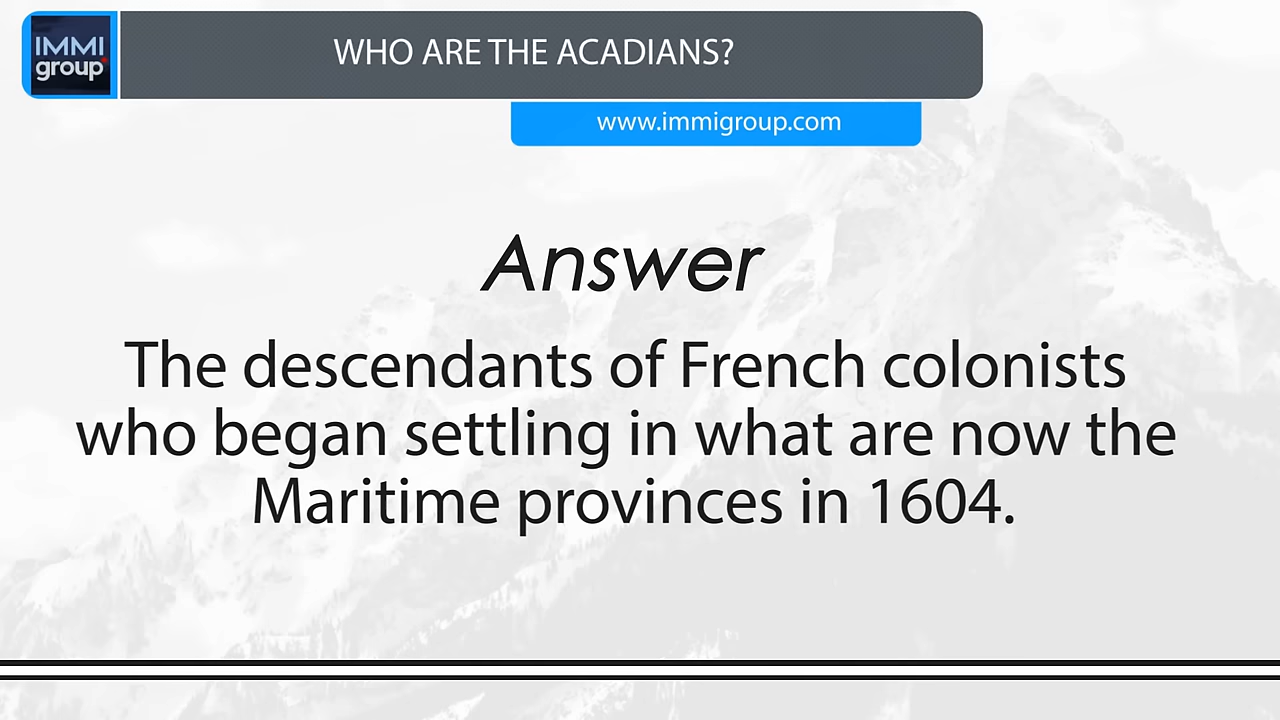 IMMI
group
WHO ARE THE ACADIANS?
www.immigroup.com
Answer
The descendants of French colonists
who began settling in what are now the
Maritime provinces in 1604.